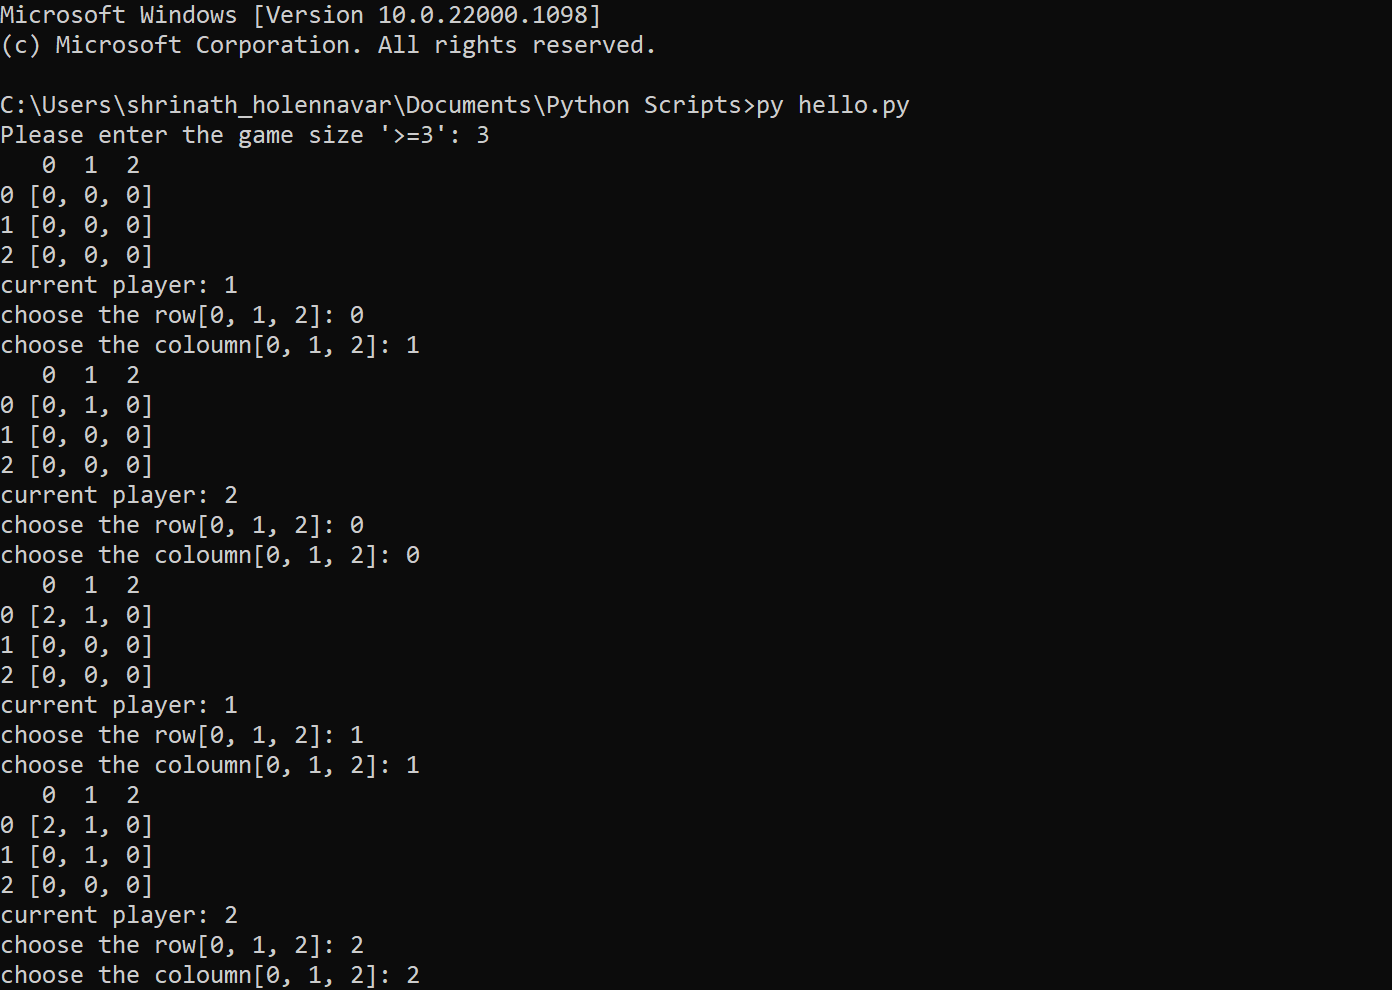 Microsoft Windows [Version 10.0.22000.1098]
(c) Microsoft Corporation. All rights reserved.
C:\Users\shrinath_holennavar\Documents\Python Scripts>py hello.py
Please enter the game size '>=3': 3
   0  1  2
0 [0, 0, 0]
1 [0, 0, 0]
2 [0, 0, 0]
current player: 1
choose the row[0, 1, 2]: 0
choose the coloumn[0, 1, 2]: 1
   0  1  2
0 [0, 1, 0]
1 [0, 0, 0]
2 [0, 0, 0]
current player: 2
choose the row[0, 1, 2]: 0
choose the coloumn[0, 1, 2]: 0
   0  1  2
0 [2, 1, 0]
1 [0, 0, 0]
2 [0, 0, 0]
current player: 1
choose the row[0, 1, 2]: 1
choose the coloumn[0, 1, 2]: 1
   0  1  2
0 [2, 1, 0]
1 [0, 1, 0]
2 [0, 0, 0]
current player: 2
choose the row[0, 1, 2]: 2
choose the coloumn[0, 1, 2]: 2